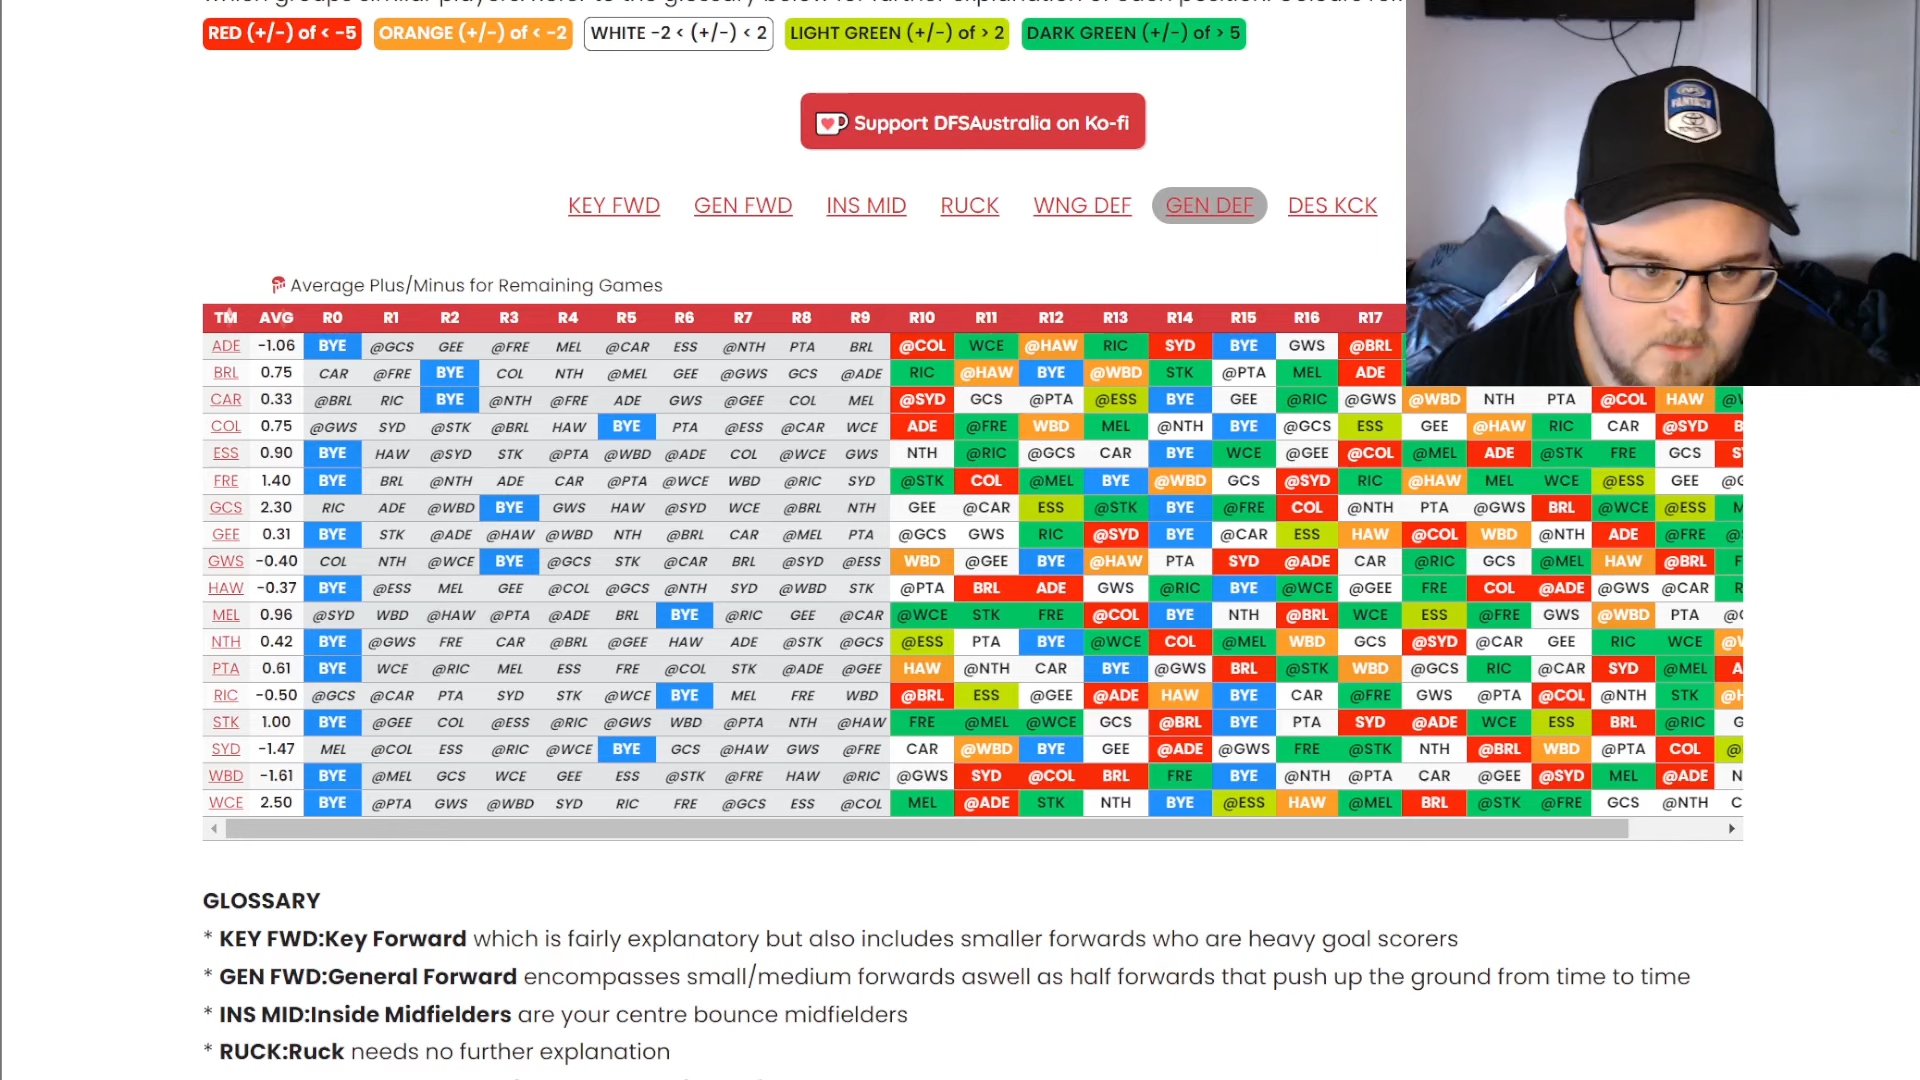 RED (+/-) of < -5 ORANGE (+/-) of < -2 WHITE -2 < (+/-) < 2 LIGHT GREEN (+/-) of > 2 DARK GREEN (+/-) of > 5
FANTASY
Support DFSAustralia on Ko-fi
KEY FWD GEN FWD INS MID RUCK WNG DEF GEN DEF DES KCK
Average Plus/Minus for Remaining Games
TM AVG R0 R1 R2 R3 R4 R5 R6 R7 R8 R9 R10 R11 R12 R13 R14 R15 R16 R17
ADE -1.06 BYE @GCS GEE @FRE MEL @CAR ESS @NTH PTA BRL @COL WCE @HAW RIC SYD BYE GWS @BRL
BRL 0.75 CAR @FRE BYE COL NTH @MEL GEE @GWS GCS @ADE RIC @HAW BYE @WBD STK @PTA MEL ADE
CAR 0.33 @BRL RIC BYE @NTH @FRE ADE GWS @GEE COL MEL @SYD GCS @PTA @ESS BYE GEE @RIC @GWS @WBD NTH PTA @COL HAW
COL 0.75 @GWS SYD @STK @BRL HAW BYE PTA @ESS @CAR WCE ADE @FRE WBD MEL @NTH BYE @GCS ESS GEE @HAW RIC CAR @SYD
ESS 0.90 BYE HAW @SYD STK @PTA @WBD @ADE COL @WCE GWS NTH @RIC @GCS CAR BYE WCE @GEE @COL @MEL ADE @STK FRE GCS
FRE 1.40 BYE BRL @NTH ADE CAR @PTA @WCE WBD @RIC SYD @STK COL @MEL BYE @WBD GCS @SYD RIC @HAW MEL WCE @ESS GEE
GCS 2.30 RIC ADE @WBD BYE GWS HAW @SYD WCE @BRL NTH GEE @CAR ESS @STK BYE @FRE COL @NTH PTA @GWS BRL @WCE @ESS
GEE 0.31 BYE STK @ADE @HAW @WBD NTH @BRL CAR @MEL PTA @GCS GWS RIC @SYD BYE @CAR ESS HAW @COL WBD @NTH ADE @FRE
GWS -0.40 COL NTH @WCE BYE @GCS STK @CAR BRL @SYD @ESS WBD @GEE BYE @HAW PTA SYD @ADE CAR @RIC GCS @MEL HAW @BRL
HAW -0.37 BYE @ESS MEL GEE @COL @GCS @NTH SYD @WBD STK @PTA BRL ADE GWS @RIC BYE @WCE @GEE FRE COL @ADE @GWS @CAR
MEL 0.96 @SYD WBD @HAW @PTA @ADE BRL BYE @RIC GEE @CAR @WCE STK FRE @COL BYE NTH @BRL WCE ESS @FRE GWS @WBD PTA
NTH 0.42 BYE @GWS FRE CAR @BRL @GEE HAW ADE @STK @GCS @ESS PTA BYE @WCE COL @MEL WBD GCS @SYD @CAR GEE RIC WCE
PTA 0.61 BYE WCE @RIC MEL ESS FRE @COL STK @ADE @GEE HAW @NTH CAR BYE @GWS BRL @STK WBD @GCS RIC @CAR SYD @MEL
RIC -0.50 @GCS @CAR PTA SYD STK @WCE BYE MEL FRE WBD @BRL ESS @GEE @ADE HAW BYE CAR @FRE GWS @PTA @COL @NTH STK
STK 1.00 BYE @GEE COL @ESS @RIC @GWS WBD @PTA NTH @HAW FRE @MEL @WCE GCS @BRL BYE PTA SYD @ADE WCE ESS BRL @RIC
SYD -1.47 MEL @COL ESS @RIC @WCE BYE GCS @HAW GWS @FRE CAR @WBD BYE GEE @ADE @GWS FRE @STK NTH @BRL WBD @PTA COL
WBD -1.61 BYE @MEL GCS WCE GEE ESS @STK @FRE HAW @RIC @GWS SYD @COL BRL FRE BYE @NTH @PTA CAR @GEE @SYD MEL @ADE
WCE 2.50 BYE @PTA GWS @WBD SYD RIC FRE @GCS ESS @COL MEL @ADE STK NTH BYE @ESS HAW @MEL BRL @STK @FRE GCS @NTH
GLOSSARY
* KEY FWD:Key Forward which is fairly explanatory but also includes smaller forwards who are heavy goal scorers
* GEN FWD:General Forward encompasses small/medium forwards aswell as half forwards that push up the ground from time to time
* INS MID:Inside Midfielders are your centre bounce midfielders
* RUCK:Ruck needs no further explanation